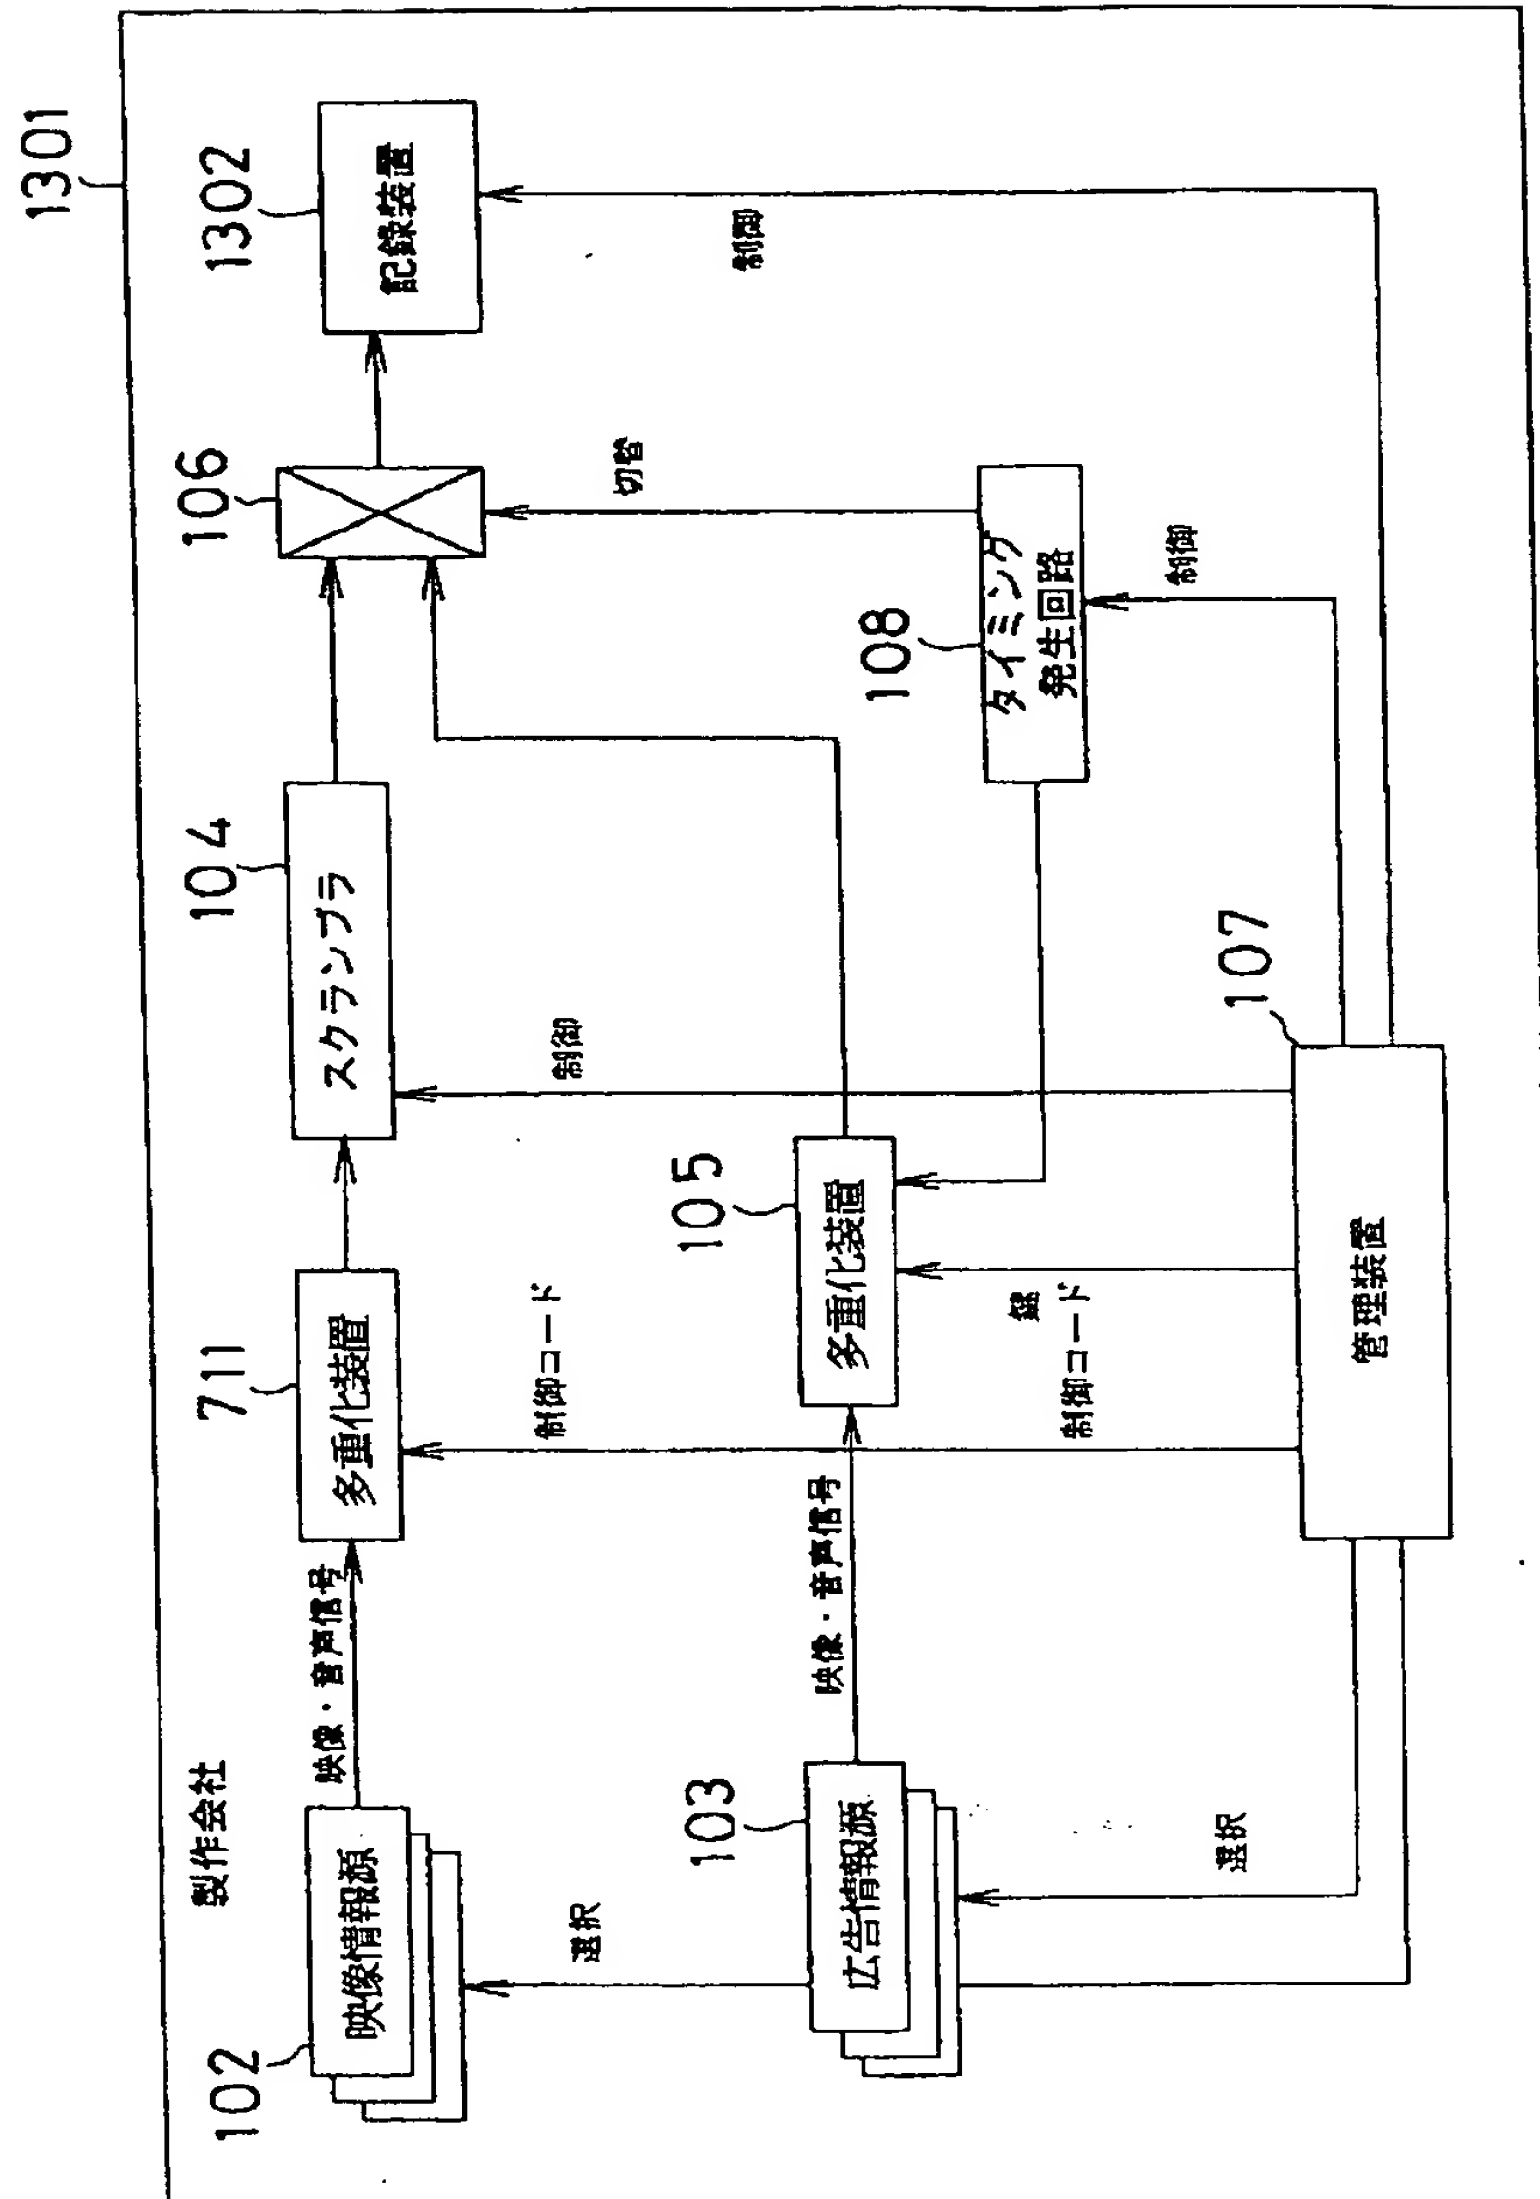 1301
製作会社
102
映像情報源
映像・音声信号
711
多重化装置
104
スクランブラ
106
1302
記録装置
選択
制御コード
制御
切替
制御
103
広告情報源
映像・音声信号
105
多重化装置
108
タイミング
発生回路
選択
鍵
制御コード
制御
107
管理装置